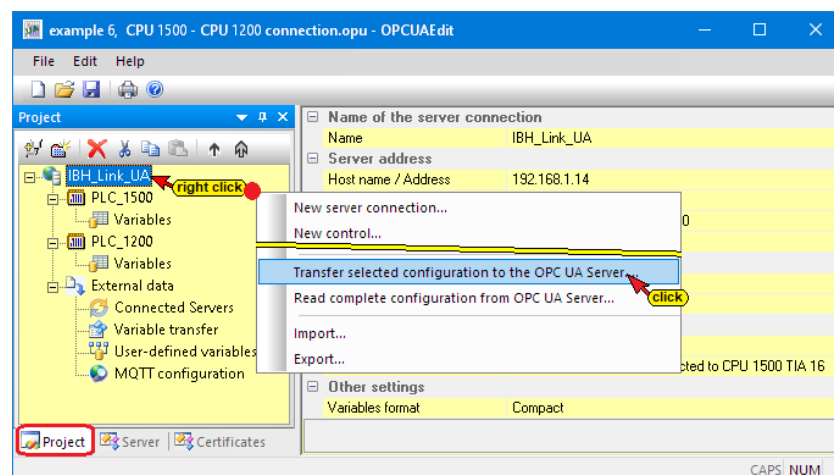 example 6, CPU 1500 - CPU 1200 connection.opu - OPCUAEdit
File Edit Help
Project
Name of the server connection
Name IBH_Link_UA
Server address
IBH_Link_UA
right click
Host name / Address 192.168.1.14
PLC_1500
New server connection...
Variables
0
New control...
PLC_1200
Variables
Transfer selected configuration to the OPC UA Server...
External data
Read complete configuration from OPC UA Server...
click
Connected Servers
Variable transfer
Import...
User-defined variables
Export...
cted to CPU 1500 TIA 16
MQTT configuration
Other settings
Variables format Compact
Project Server Certificates
CAPS NUM